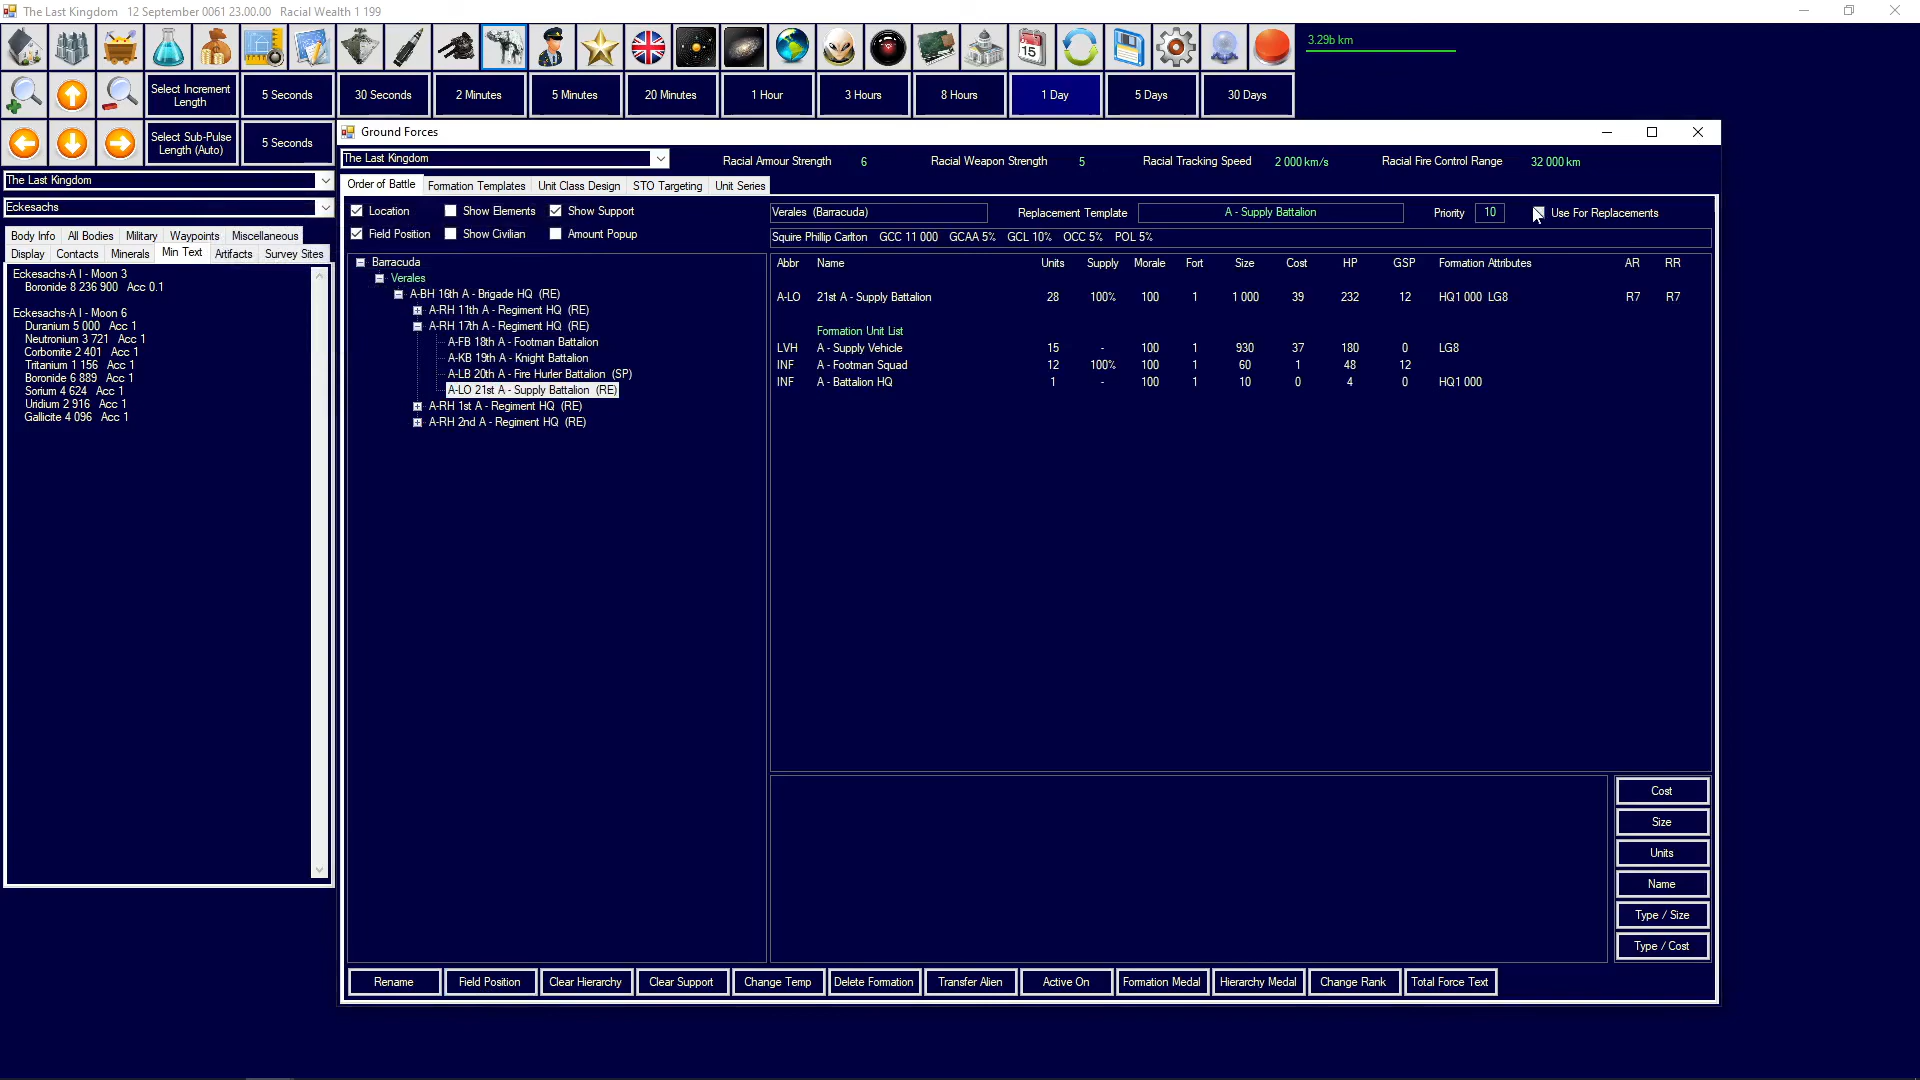 The Last Kingdom 12 September 0061 23.00.00 Racial Wealth 1 199
15
3.29b km
Select Increment Length
5 Seconds
30 Seconds
2 Minutes
5 Minutes
20 Minutes
1 Hour
3 Hours
8 Hours
1 Day
5 Days
30 Days
Select Sub-Pulse Length (Auto)
5 Seconds
The Last Kingdom
Eckesachs
Body Info All Bodies Military Waypoints Miscellaneous
Display Contacts Minerals Min Text Artifacts Survey Sites
Eckesachs-A I - Moon 3
Boronide 8 236 900 Acc 0.1
Eckesachs-A I - Moon 6
Duranium 5 000 Acc 1
Neutronium 3 721 Acc 1
Corbomite 2 401 Acc 1
Tritanium 1 156 Acc 1
Boronide 6 889 Acc 1
Sorium 4 624 Acc 1
Uridium 2 916 Acc 1
Gallicite 4 096 Acc 1
Ground Forces
The Last Kingdom
Racial Armour Strength 6 Racial Weapon Strength 5 Racial Tracking Speed 2 000 km/s Racial Fire Control Range 32 000 km
Order of Battle Formation Templates Unit Class Design STO Targeting Unit Series
Location Show Elements Show Support
Field Position Show Civilian Amount Popup
Barracuda
Verales
A-BH 16th A - Brigade HQ (RE)
A-RH 11th A - Regiment HQ (RE)
A-RH 17th A - Regiment HQ (RE)
A-FB 18th A - Footman Battalion
A-KB 19th A - Knight Battalion
A-LB 20th A - Fire Hurler Battalion (SP)
A-LO 21st A - Supply Battalion (RE)
A-RH 1st A - Regiment HQ (RE)
A-RH 2nd A - Regiment HQ (RE)
Verales (Barracuda) Replacement Template A - Supply Battalion Priority 10 Use For Replacements
Squire Phillip Carlton GCC 11 000 GCAA 5% GCL 10% OCC 5% POL 5%
Abbr Name Units Supply Morale Fort Size Cost HP GSP Formation Attributes AR RR
A-LO 21st A - Supply Battalion 28 100% 100 1 1 000 39 232 12 HQ1 000 LG8 R7 R7
Formation Unit List
LVH A - Supply Vehicle 15 - 100 1 930 37 180 0 LG8
INF A - Footman Squad 12 100% 100 1 60 1 48 12
INF A - Battalion HQ 1 - 100 1 10 0 4 0 HQ1 000
Cost
Size
Units
Name
Type / Size
Type / Cost
Rename Field Position Clear Hierarchy Clear Support Change Temp Delete Formation Transfer Alien Active On Formation Medal Hierarchy Medal Change Rank Total Force Text